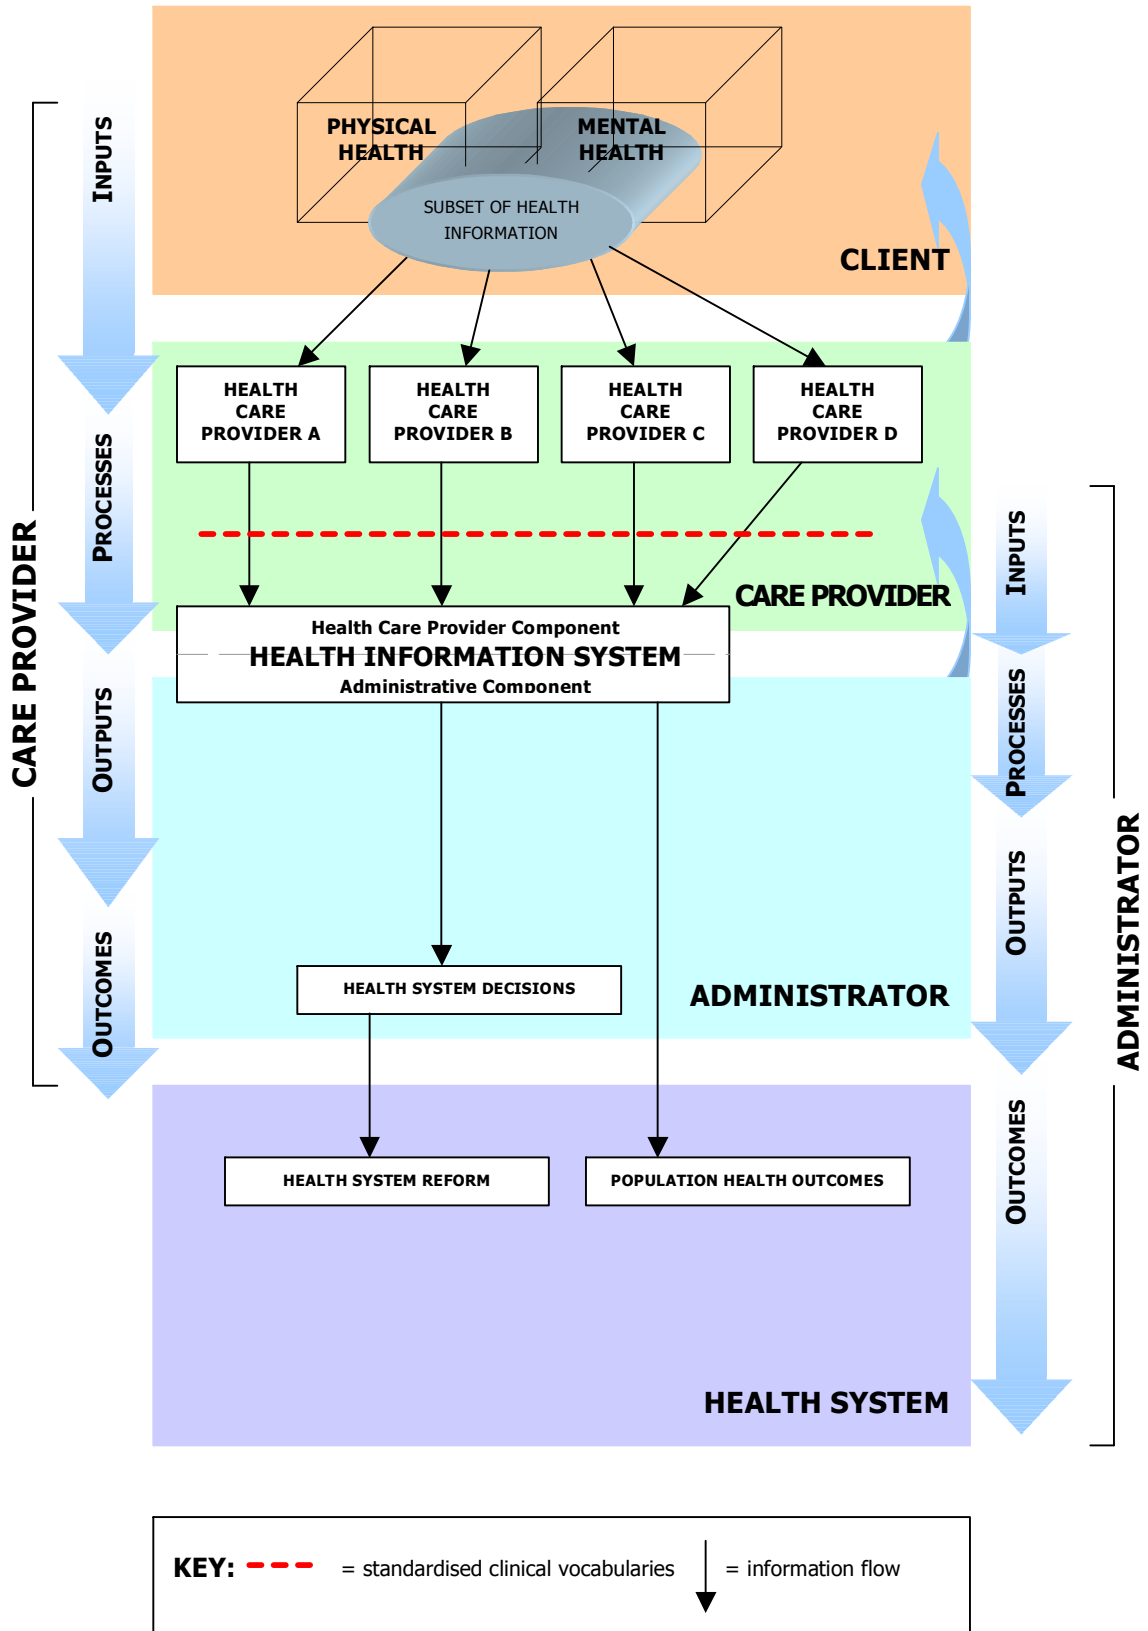 PHYSICAL
HEALTH
MENTAL
HEALTH
SUBSET OF HEALTH
INFORMATION
CLIENT
HEALTH
CARE
PROVIDER A
HEALTH
CARE
PROVIDER B
HEALTH
CARE
PROVIDER C
HEALTH
CARE
PROVIDER D
CARE PROVIDER
Health Care Provider Component
HEALTH INFORMATION SYSTEM
Administrative Component
HEALTH SYSTEM DECISIONS
ADMINISTRATOR
HEALTH SYSTEM REFORM
POPULATION HEALTH OUTCOMES
HEALTH SYSTEM
CARE PROVIDER
INPUTS
PROCESSES
OUTPUTS
OUTCOMES
INPUTS
PROCESSES
OUTPUTS
OUTCOMES
ADMINISTRATOR
KEY: = standardised clinical vocabularies = information flow